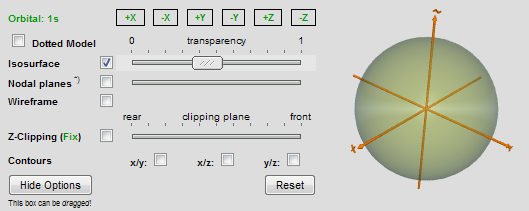 Orbital: 1s +X -X +Y -Y +Z -Z
Dotted Model 0 transparency 1
Isosurface
Nodal planes *)
Wireframe
rear clipping plane front
Z-Clipping (Fix)
Contours x/y: x/z: y/z:
Hide Options Reset
This box can be dragged!